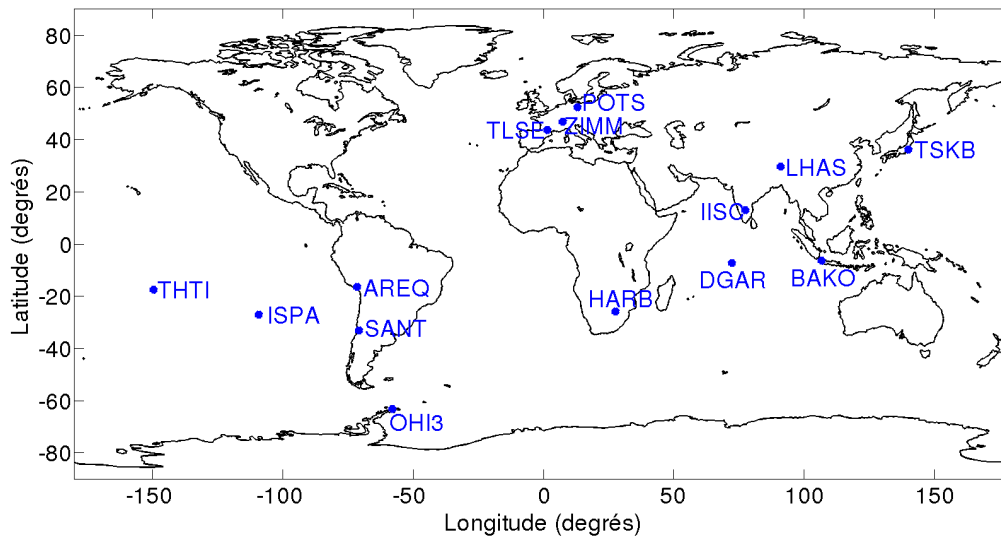 80
60
40
20
0
-20
-40
-60
-80
Latitude (degrés)
POTS
TLSE
ZIMM
TSKB
LHAS
IISC
DGAR
BAKO
THTI
AREQ
HARB
ISPA
SANT
OHI3
-150
-100
-50
0
50
100
150
Longitude (degrés)